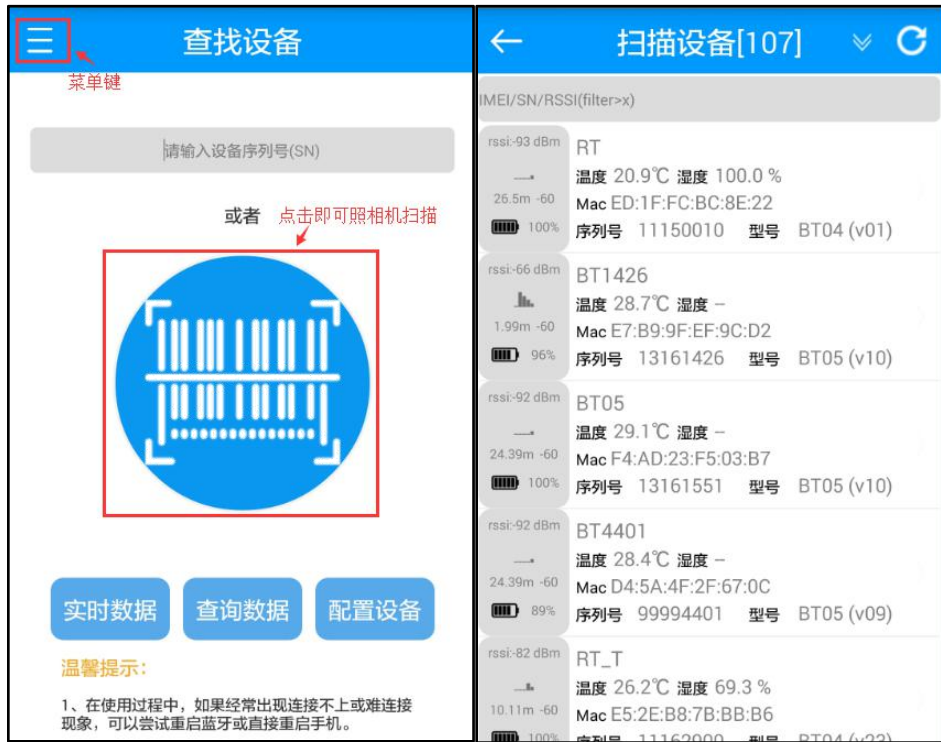 查找设备
菜单键
请输入设备序列号(SN)
或者 点击即可照相机扫描
实时数据 查询数据 配置设备
温馨提示：
1、在使用过程中，如果经常出现连接不上或难连接
现象，可以尝试重启蓝牙或直接重启手机。
扫描设备[107]
IMEI/SN/RSSI(filter>x)
rssi:-93 dBm
26.5m -60
100%
RT
温度 20.9℃ 湿度 100.0 %
Mac ED:1F:FC:BC:8E:22
序列号 11150010 型号 BT04 (v01)
rssi:-66 dBm
1.99m -60
96%
BT1426
温度 28.7℃ 湿度 –
Mac E7:B9:9F:EF:9C:D2
序列号 13161426 型号 BT05 (v10)
rssi:-92 dBm
24.39m -60
100%
BT05
温度 29.1℃ 湿度 –
Mac F4:AD:23:F5:03:B7
序列号 13161551 型号 BT05 (v10)
rssi:-92 dBm
24.39m -60
89%
BT4401
温度 28.4℃ 湿度 –
Mac D4:5A:4F:2F:67:0C
序列号 99994401 型号 BT05 (v09)
rssi:-82 dBm
10.11m -60
100%
RT_T
温度 26.2℃ 湿度 69.3 %
Mac E5:2E:B8:7B:BB:B6
序列号 型号 BT04